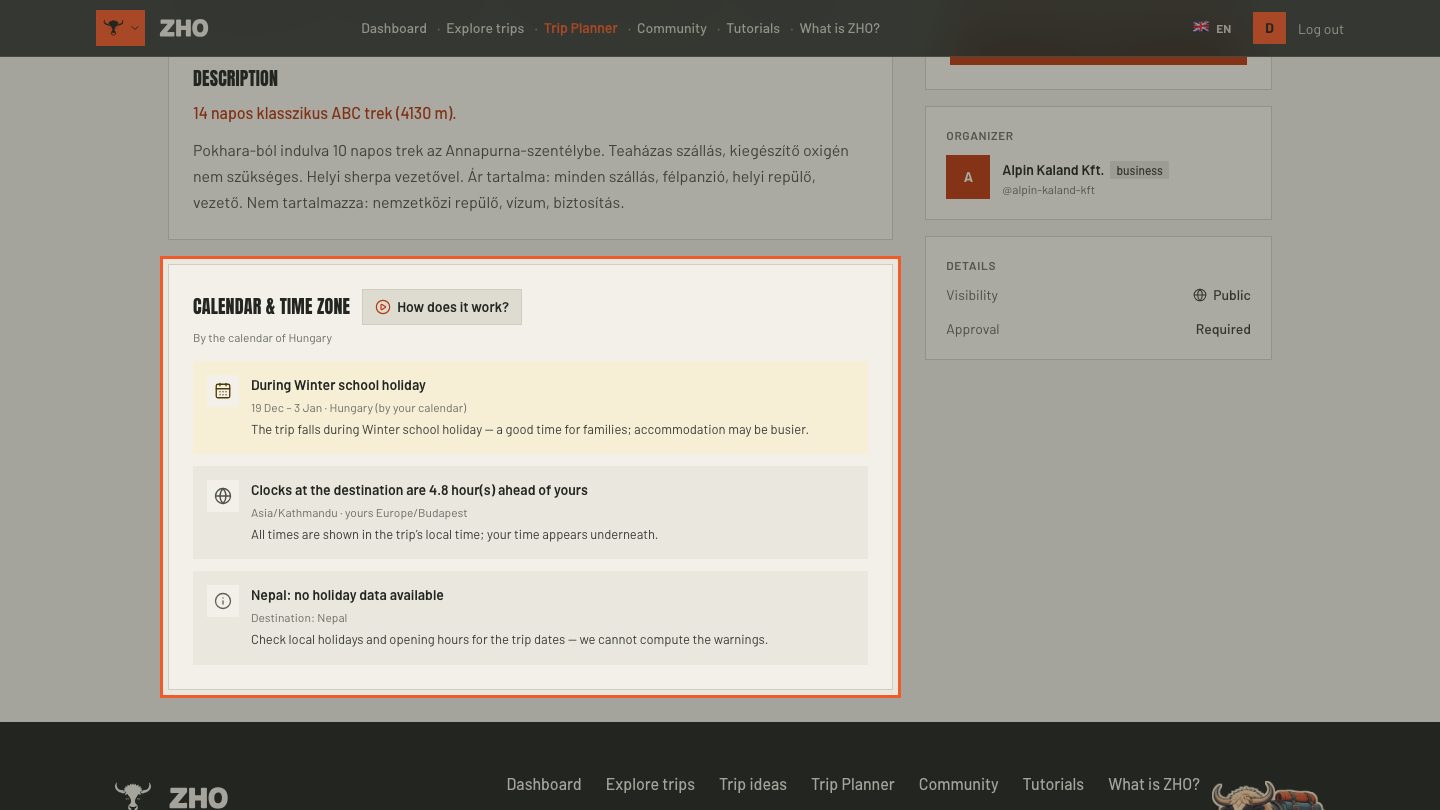 ZHO
Dashboard · Explore trips · Trip Planner · Community · Tutorials · What is ZHO?
EN
D
Log out
DESCRIPTION
14 napos klasszikus ABC trek (4130 m).
Pokhara-ból indulva 10 napos trek az Annapurna-szentélybe. Teaházas szállás, kiegészítő oxigén
nem szükséges. Helyi sherpa vezetővel. Ár tartalma: minden szállás, félpanzió, helyi repülő,
vezető. Nem tartalmazza: nemzetközi repülő, vízum, biztosítás.
ORGANIZER
A
Alpin Kaland Kft. business
@alpin-kaland-kft
DETAILS
Visibility Public
Approval Required
CALENDAR & TIME ZONE
How does it work?
By the calendar of Hungary
During Winter school holiday
19 Dec – 3 Jan · Hungary (by your calendar)
The trip falls during Winter school holiday — a good time for families; accommodation may be busier.
Clocks at the destination are 4.8 hour(s) ahead of yours
Asia/Kathmandu · yours Europe/Budapest
All times are shown in the trip’s local time; your time appears underneath.
Nepal: no holiday data available
Destination: Nepal
Check local holidays and opening hours for the trip dates — we cannot compute the warnings.
ZHO
Dashboard Explore trips Trip ideas Trip Planner Community Tutorials What is ZHO?